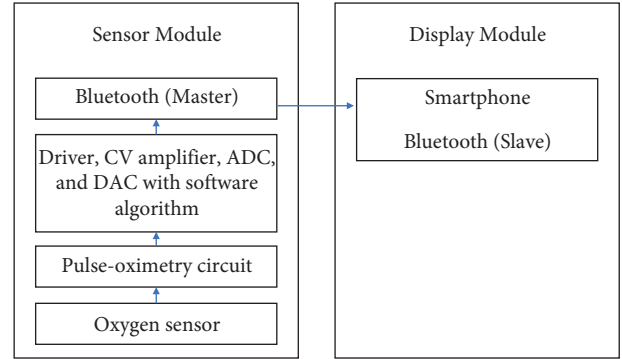 Sensor Module
Bluetooth (Master)
Driver, CV amplifier, ADC,
and DAC with software
algorithm
Pulse-oximetry circuit
Oxygen sensor
Display Module
Smartphone
Bluetooth (Slave)